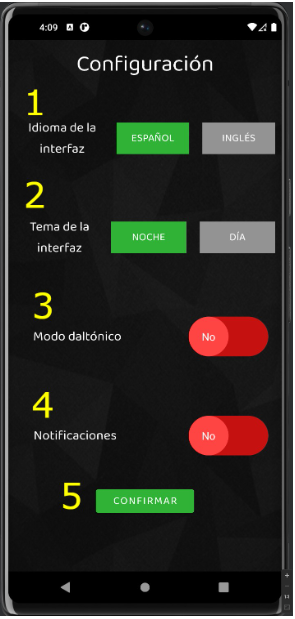 4:09
Configuración
1
Idioma de la
interfaz
ESPAÑOL
INGLÉS
2
Tema de la
interfaz
NOCHE
DÍA
3
Modo daltónico
No
4
Notificaciones
No
5
CONFIRMAR